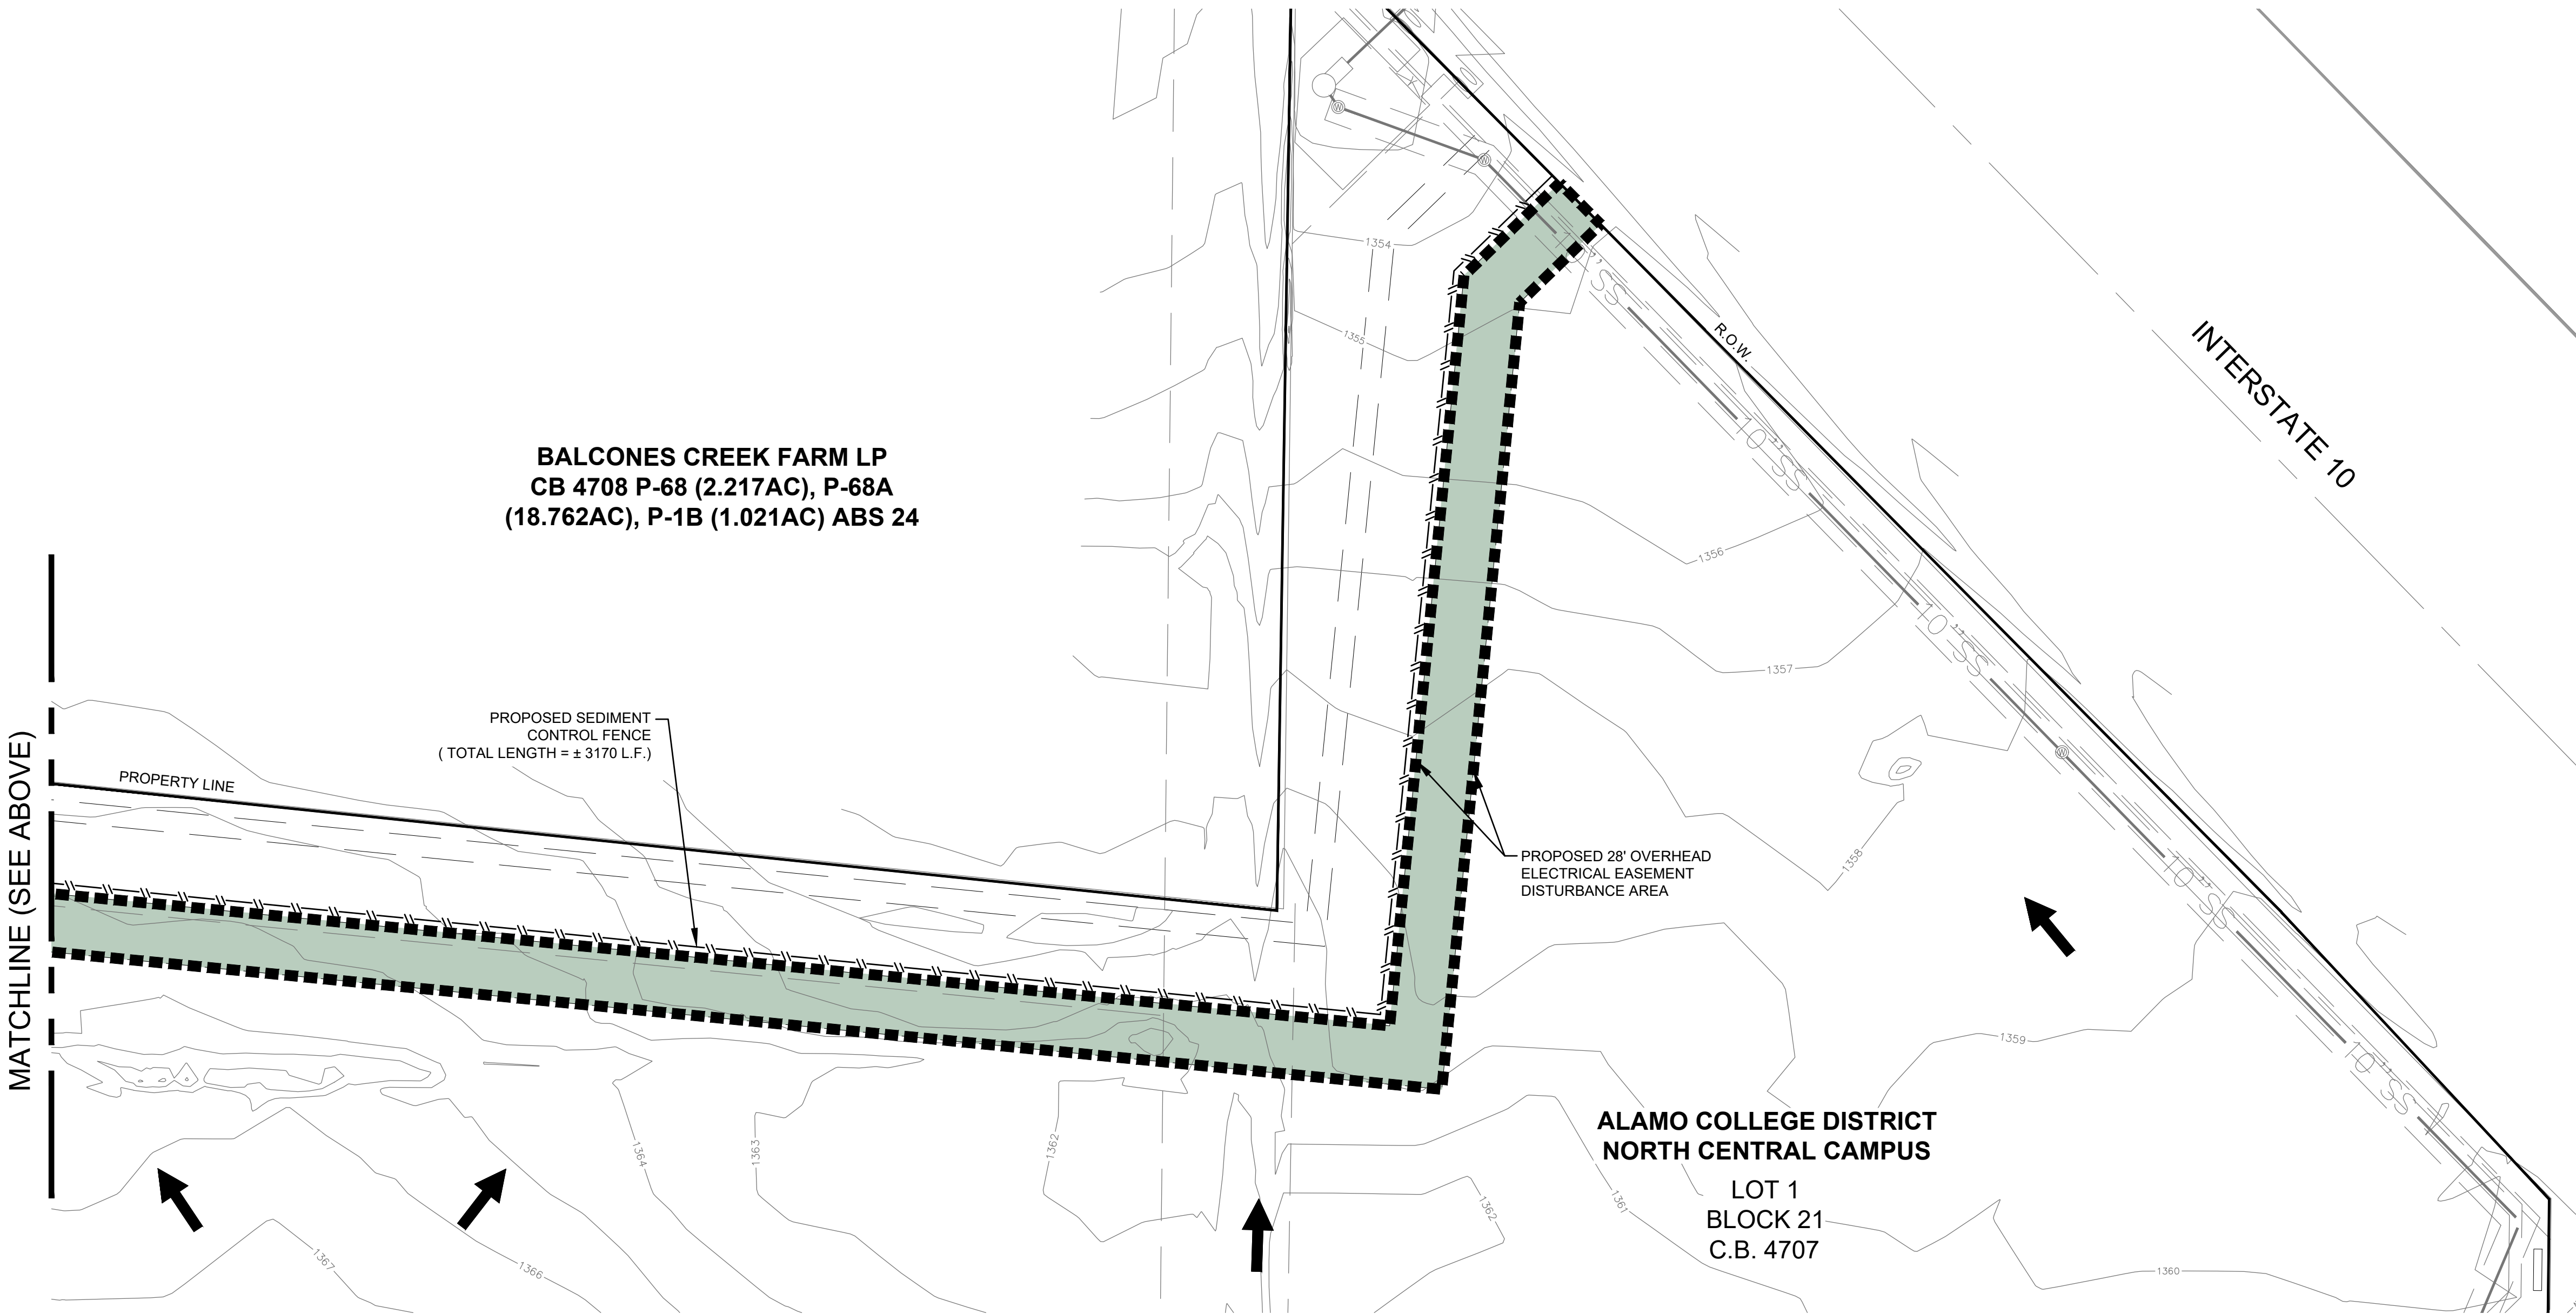 INTERSTATE 10
R.O.W.
1354
1355
10''SS
10''SS
10''SS
10''SS
10''SS
BALCONES CREEK FARM LP
CB 4708 P-68 (2.217AC), P-68A
(18.762AC), P-1B (1.021AC) ABS 24
1356
1357
PROPOSED SEDIMENT
CONTROL FENCE
( TOTAL LENGTH = ± 3170 L.F.)
PROPERTY LINE
MATCHLINE (SEE ABOVE)
PROPOSED 28' OVERHEAD
ELECTRICAL EASEMENT
DISTURBANCE AREA
1358
1359
ALAMO COLLEGE DISTRICT
NORTH CENTRAL CAMPUS
LOT 1
BLOCK 21
C.B. 4707
1364
1363
1362
1362
1361
1367
1366
1360